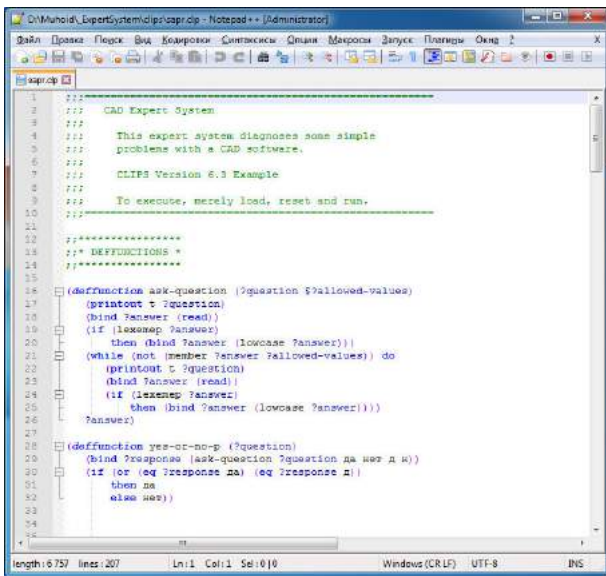 D:\Muhoid\_ExpertSystem\clips\sapr.clp - Notepad++ [Administrator]
Файл Правка Поиск Вид Кодировки Синтаксисы Опции Макросы Запуск Плагины Окна ?
sapr.clp
1 ;;;======================================================
2 ;;; CAD Expert System
3 ;;;
4 ;;; This expert system diagnoses some simple
5 ;;; problems with a CAD software.
6 ;;;
7 ;;; CLIPS Version 6.3 Example
8 ;;;
9 ;;; To execute, merely load, reset and run.
10 ;;;======================================================
11
12 ;;****************
13 ;;* DEFFUNCTIONS *
14 ;;****************
15
16 (deffunction ask-question (?question $?allowed-values)
17 (printout t ?question)
18 (bind ?answer (read))
19 (if (lexemep ?answer)
20 then (bind ?answer (lowcase ?answer)))
21 (while (not (member ?answer ?allowed-values)) do
22 (printout t ?question)
23 (bind ?answer (read))
24 (if (lexemep ?answer)
25 then (bind ?answer (lowcase ?answer))))
26 ?answer)
27
28 (deffunction yes-or-no-p (?question)
29 (bind ?response (ask-question ?question да нет д н))
30 (if (or (eq ?response да) (eq ?response д))
31 then да
32 else нет))
33
34
length : 6757 lines : 207 Ln : 1 Col : 1 Sel : 0 | 0 Windows (CR LF) UTF-8 INS